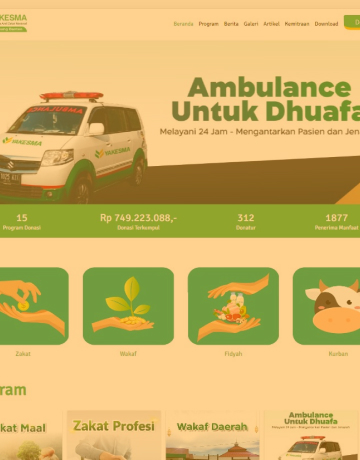 KESMA
Beranda Program Berita Galeri Artikel Kemitraan Download D
Ambulance
Untuk Dhuafa
Melayani 24 Jam - Mengantarkan Pasien dan Jen
AMBULANS
WAKESMA
15
Program Donasi
Rp 749.223.088,-
Donasi Terkumpul
312
Donatur
1877
Penerima Manfaat
Zakat
Wakaf
Fidyah
Kurban
ram
kat Maal
Zakat Profesi
Wakaf Daerah
Ambulance
Untuk Dhuafa